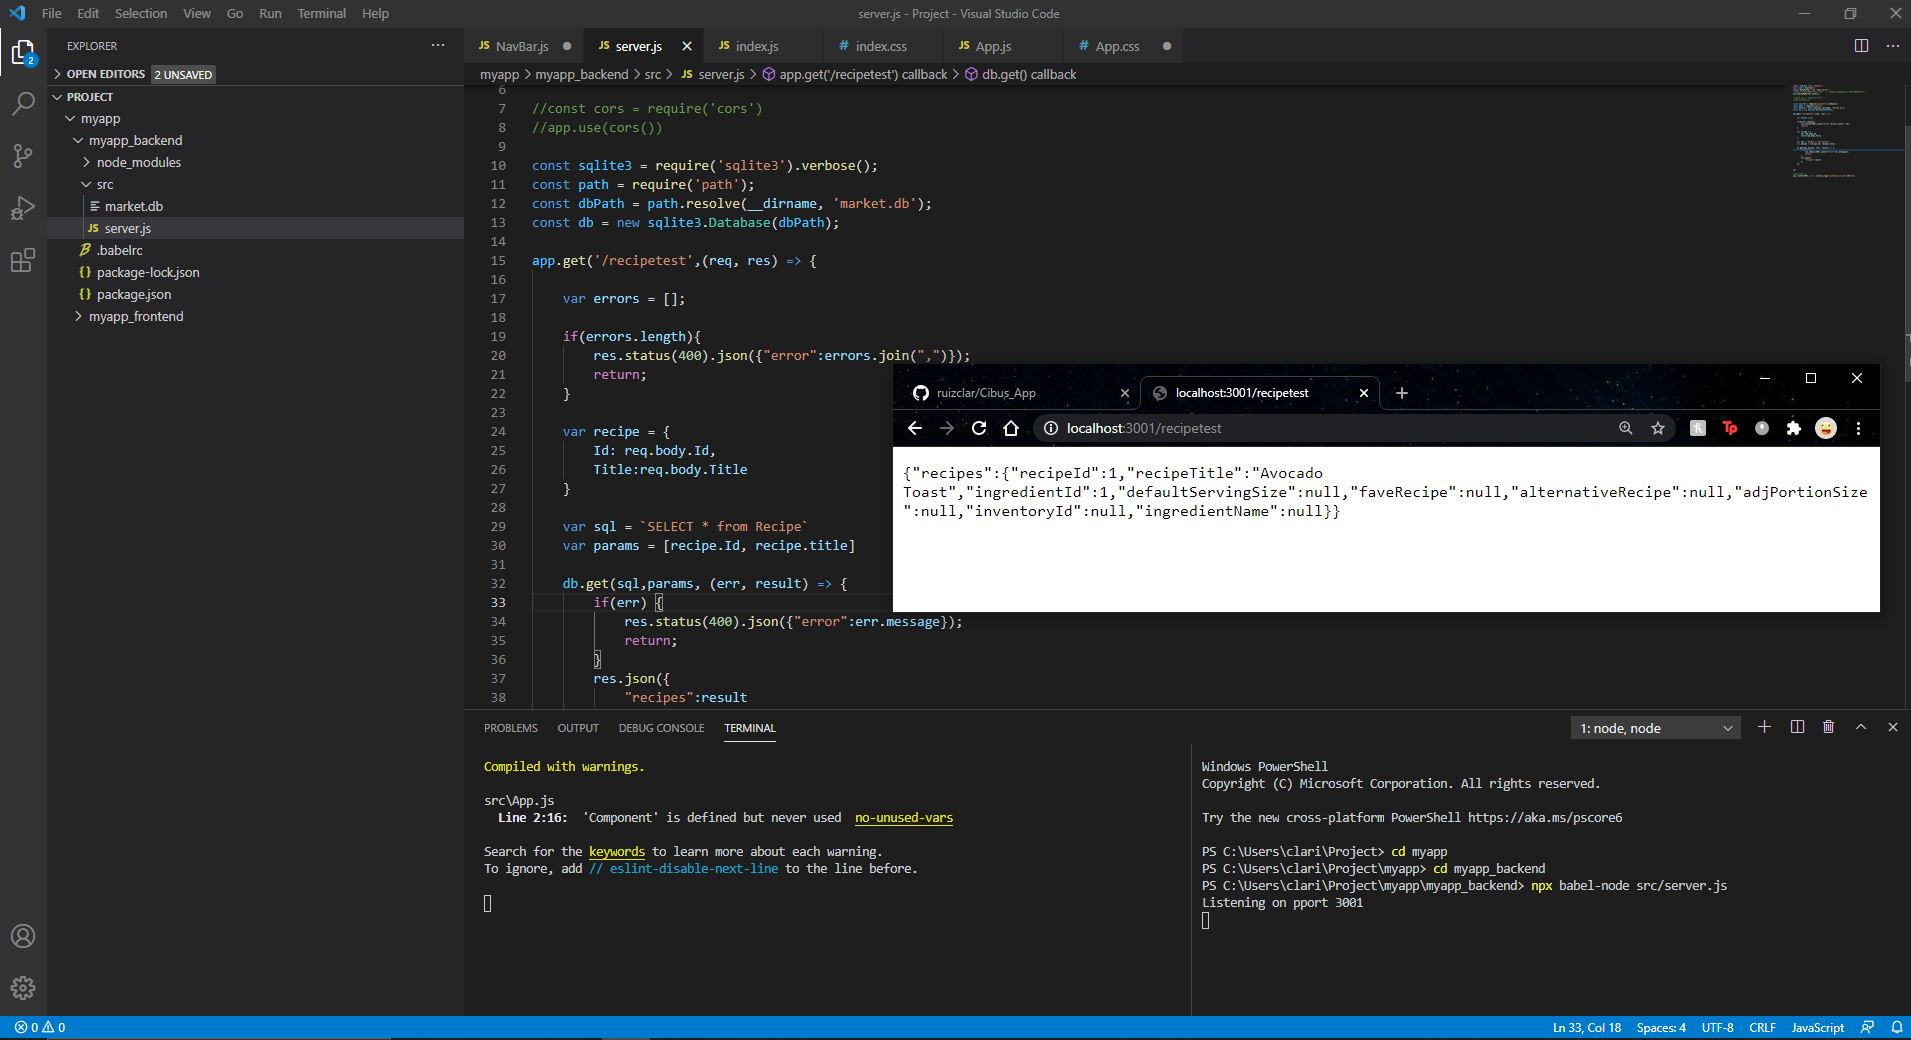 File Edit Selection View Go Run Terminal Help
server.js - Project - Visual Studio Code
EXPLORER
OPEN EDITORS 2 UNSAVED
PROJECT
myapp
myapp_backend
node_modules
src
market.db
JS server.js
.babelrc
{} package-lock.json
{} package.json
myapp_frontend
2
JS NavBar.js
JS server.js
JS index.js
# index.css
JS App.js
# App.css
myapp > myapp_backend > src > JS server.js > app.get('/recipetest') callback > db.get() callback
6
7 //const cors = require('cors')
8 //app.use(cors())
9
10 const sqlite3 = require('sqlite3').verbose();
11 const path = require('path');
12 const dbPath = path.resolve(__dirname, 'market.db');
13 const db = new sqlite3.Database(dbPath);
14
15 app.get('/recipetest',(req, res) => {
16
17 var errors = [];
18
19 if(errors.length){
20 res.status(400).json({"error":errors.join(",")});
21 return;
22 }
23
24 var recipe = {
25 Id: req.body.Id,
26 Title:req.body.Title
27 }
28
29 var sql = `SELECT * from Recipe`
30 var params = [recipe.Id, recipe.title]
31
32 db.get(sql,params, (err, result) => {
33 if(err) {
34 res.status(400).json({"error":err.message});
35 return;
36 }
37 res.json({
38 "recipes":result
ruizclar/Cibus_App
localhost:3001/recipetest
localhost:3001/recipetest
Tp
{"recipes":{"recipeId":1,"recipeTitle":"Avocado
Toast","ingredientId":1,"defaultServingSize":null,"faveRecipe":null,"alternativeRecipe":null,"adjPortionSize
":null,"inventoryId":null,"ingredientName":null}}
PROBLEMS OUTPUT DEBUG CONSOLE TERMINAL
1: node, node
Compiled with warnings.
src\App.js
Line 2:16: 'Component' is defined but never used no-unused-vars
Search for the keywords to learn more about each warning.
To ignore, add // eslint-disable-next-line to the line before.
Windows PowerShell
Copyright (C) Microsoft Corporation. All rights reserved.
Try the new cross-platform PowerShell https://aka.ms/pscore6
PS C:\Users\clari\Project> cd myapp
PS C:\Users\clari\Project\myapp> cd myapp_backend
PS C:\Users\clari\Project\myapp\myapp_backend> npx babel-node src/server.js
Listening on pport 3001
0 0
Ln 33, Col 18 Spaces: 4 UTF-8 CRLF JavaScript